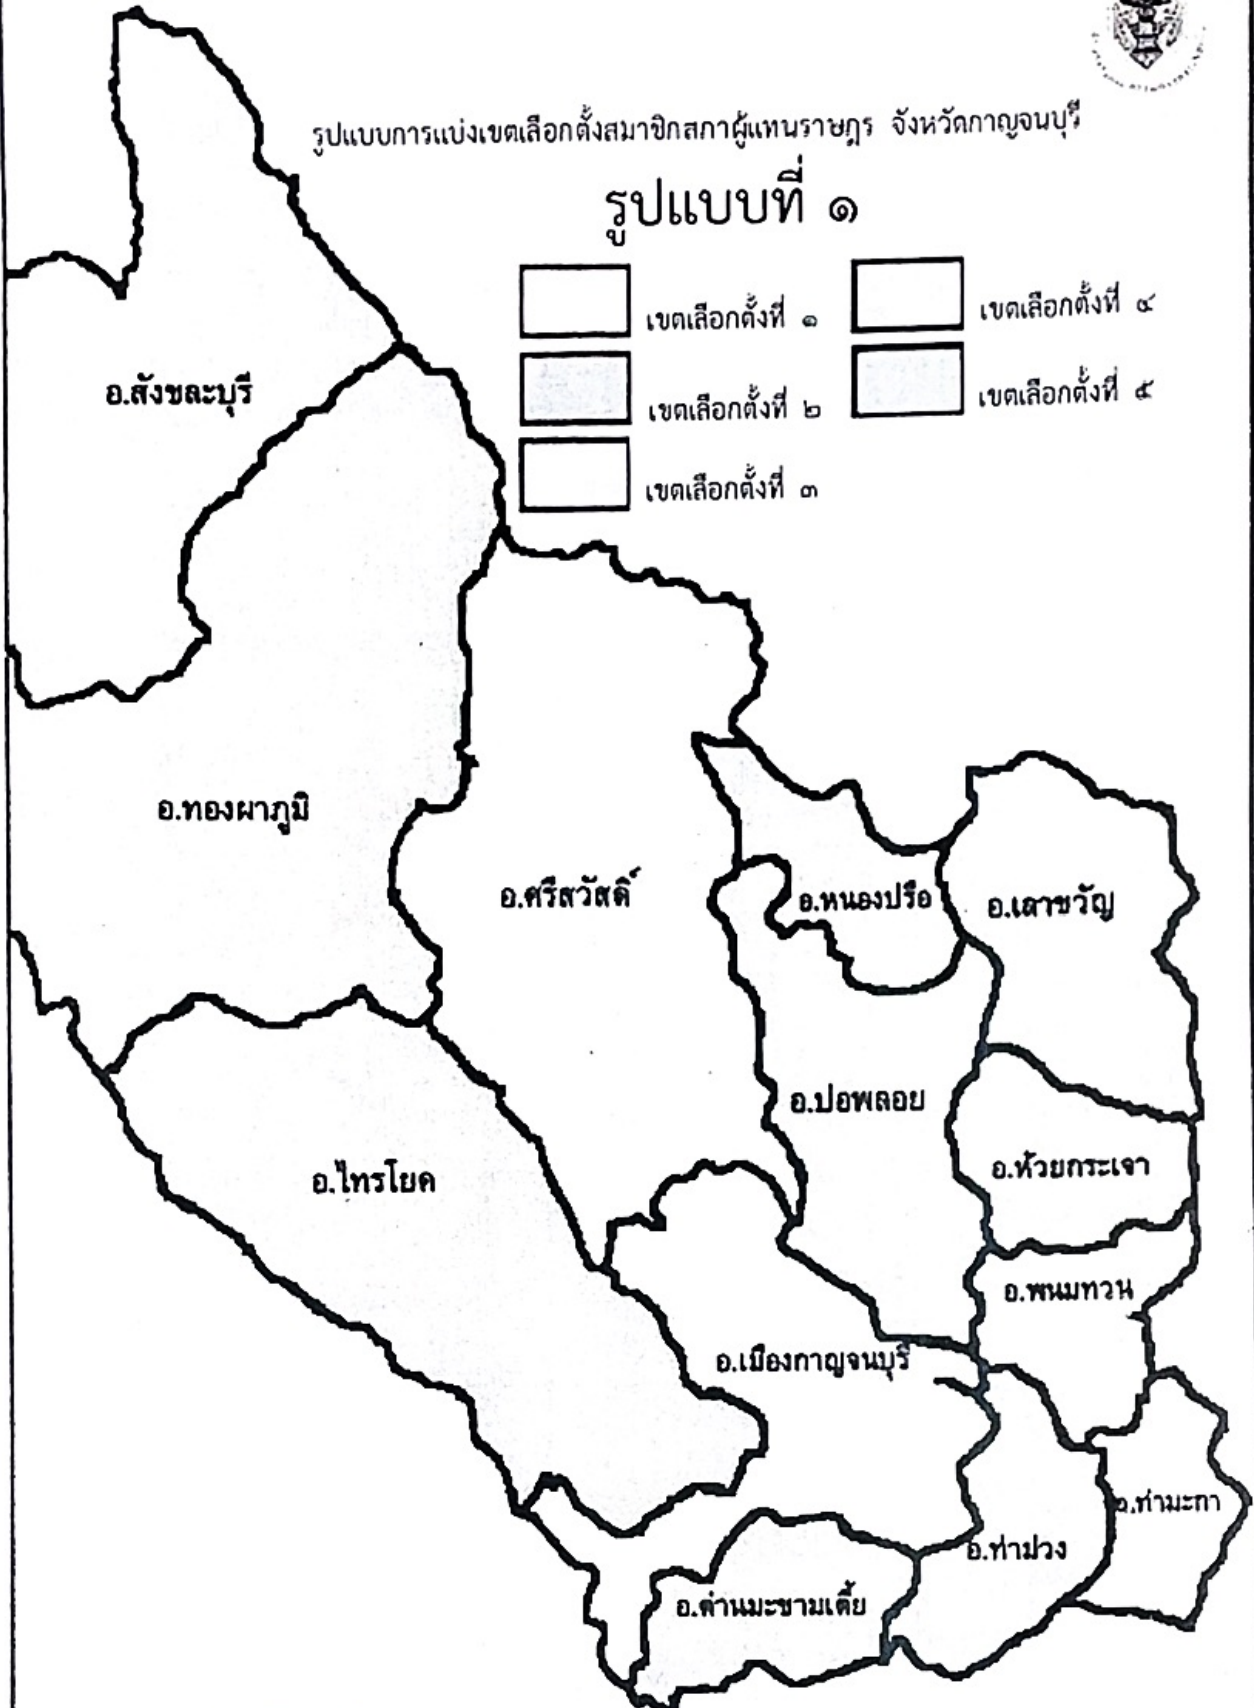 รูปแบบการแบ่งเขตเลือกตั้งสมาชิกสภาผู้แทนราษฎร จังหวัดกาญจนบุรี
รูปแบบที่ ๑
เขตเลือกตั้งที่ ๑
เขตเลือกตั้งที่ ๔
เขตเลือกตั้งที่ ๒
เขตเลือกตั้งที่ ๕
เขตเลือกตั้งที่ ๓
อ.สังขละบุรี
อ.ทองผาภูมิ
อ.ศรีสวัสดิ์
อ.หนองปรือ
อ.เลาขวัญ
อ.บ่อพลอย
อ.ห้วยกระเจา
อ.ไทรโยค
อ.พนมทวน
อ.เมืองกาญจนบุรี
อ.ท่ามะกา
อ.ท่าม่วง
อ.ด่านมะขามเตี้ย